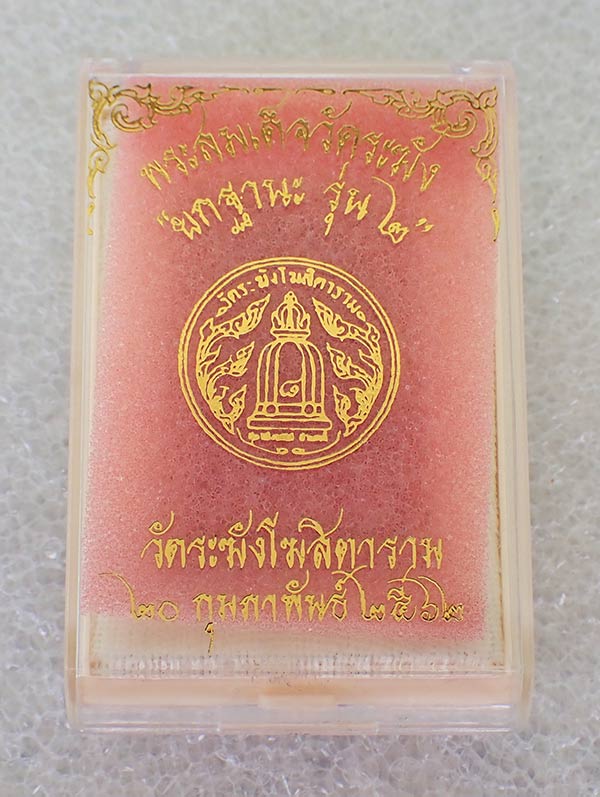 พระสมเด็จวัดระฆัง
"ผกฐานะ รุ่น ๒"
วัดระฆังโฆสิตาราม
วัดระฆังโฆสิตาราม
๒๐ กุมภาพันธ์ ๒๕๖๒